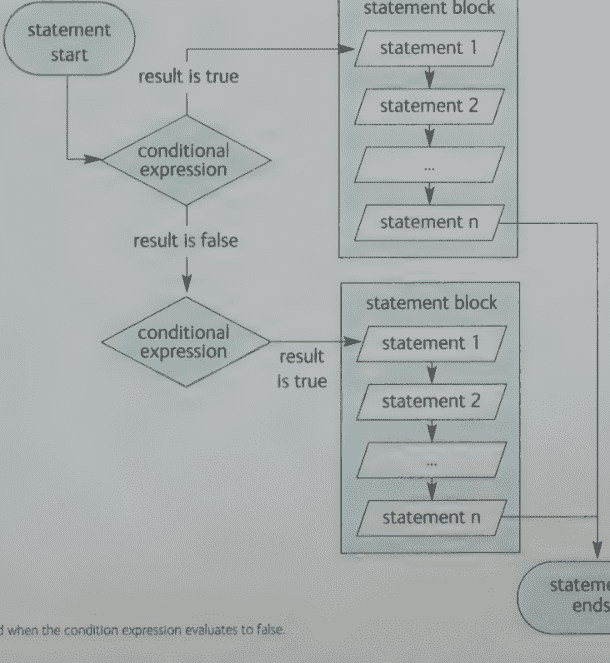 statement
start
result is true
conditional
expression
result is false
conditional
expression
result
is true
statement block
statement 1
statement 2
...
statement n
statement block
statement 1
statement 2
...
statement n
ends
when the condition expression evaluates to false.